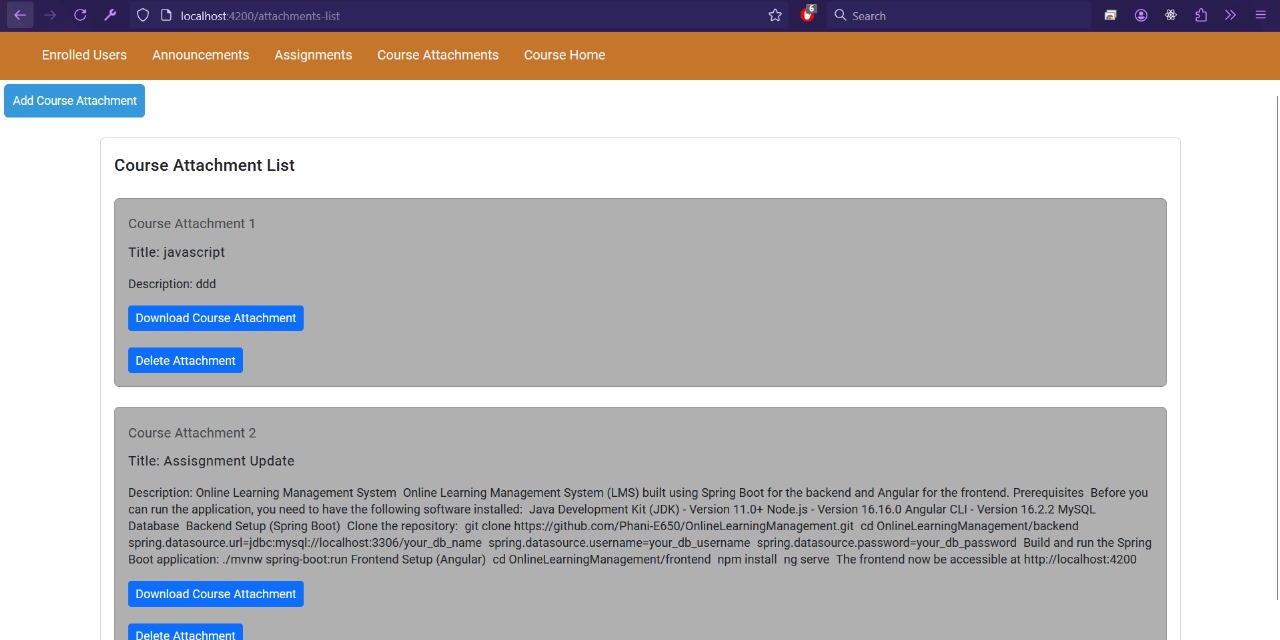 localhost:4200/attachments-list
6
Search
Enrolled Users Announcements Assignments Course Attachments Course Home
Add Course Attachment
Course Attachment List
Course Attachment 1
Title: javascript
Description: ddd
Download Course Attachment
Delete Attachment
Course Attachment 2
Title: Assisgnment Update
Description: Online Learning Management System Online Learning Management System (LMS) built using Spring Boot for the backend and Angular for the frontend. Prerequisites Before you
can run the application, you need to have the following software installed: Java Development Kit (JDK) - Version 11.0+ Node.js - Version 16.16.0 Angular CLI - Version 16.2.2 MySQL
Database Backend Setup (Spring Boot) Clone the repository: git clone https://github.com/Phani-E650/OnlineLearningManagement.git cd OnlineLearningManagement/backend
spring.datasource.url=jdbc:mysql://localhost:3306/your_db_name spring.datasource.username=your_db_username spring.datasource.password=your_db_password Build and run the Spring
Boot application: ./mvnw spring-boot:run Frontend Setup (Angular) cd OnlineLearningManagement/frontend npm install ng serve The frontend now be accessible at http://localhost:4200
Download Course Attachment
Delete Attachment